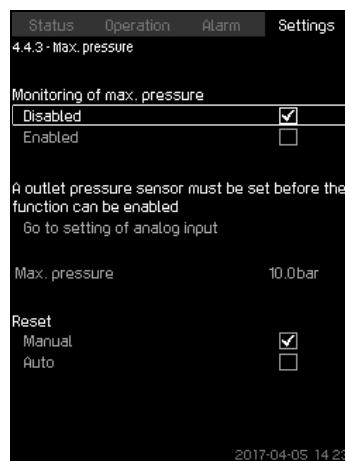 Status Operation Alarm Settings
4.4.3 - Max. pressure
Monitoring of max. pressure
Disabled
Enabled
A outlet pressure sensor must be set before the
function can be enabled
Go to setting of analog input
Max. pressure 10.0bar
Reset
Manual
Auto
2017-04-05 14:23